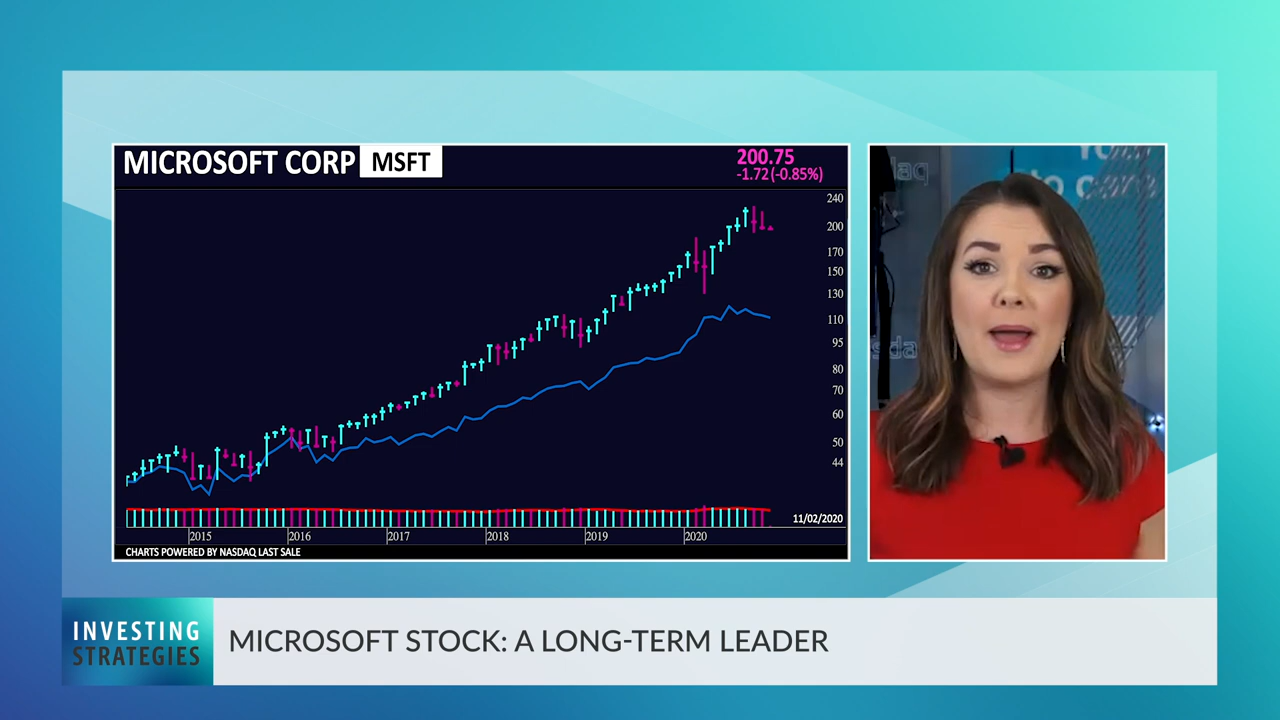 MICROSOFT CORP MSFT
200.75
-1.72 (-0.85%)
240
200
170
150
130
110
95
80
70
60
50
44
11/02/2020
2015 2016 2017 2018 2019 2020
CHARTS POWERED BY NASDAQ LAST SALE
INVESTING
STRATEGIES
MICROSOFT STOCK: A LONG-TERM LEADER